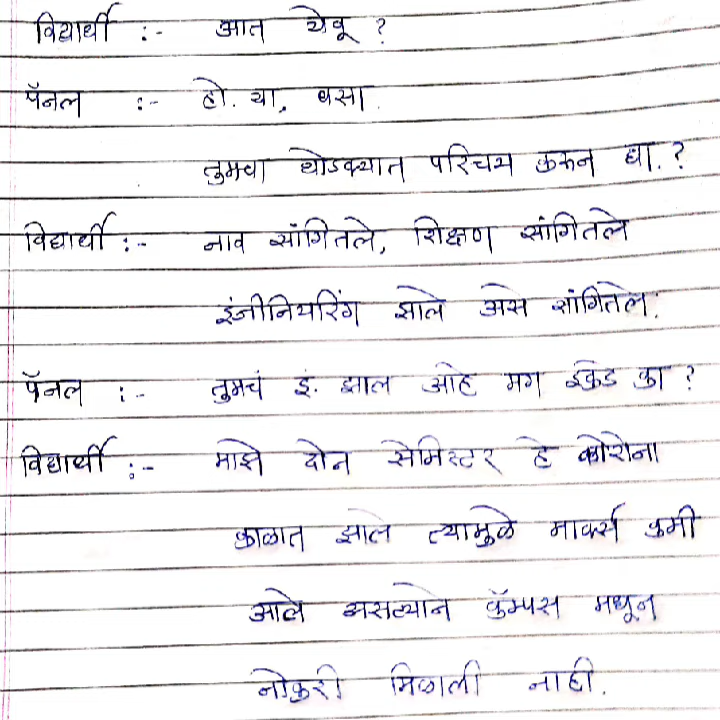 विद्यार्थी :- आत येवू ?
पॅनल :- हो. या, बसा.
तुमचा थोडक्यात परिचय करून द्या. ?
विद्यार्थी :- नाव सांगितले, शिक्षण सांगितले
इंजीनियरिंग झाले असे सांगितले.
पॅनल :- तुमचं इं. झाल आहे मग इकडे का ?
विद्यार्थी :- माझे दोन सेमिस्टर हे कोरोना
काळात झाले त्यामुळे मार्क्स कमी
आले असल्याने कॅम्पस मधून
नोकरी मिळाली नाही.